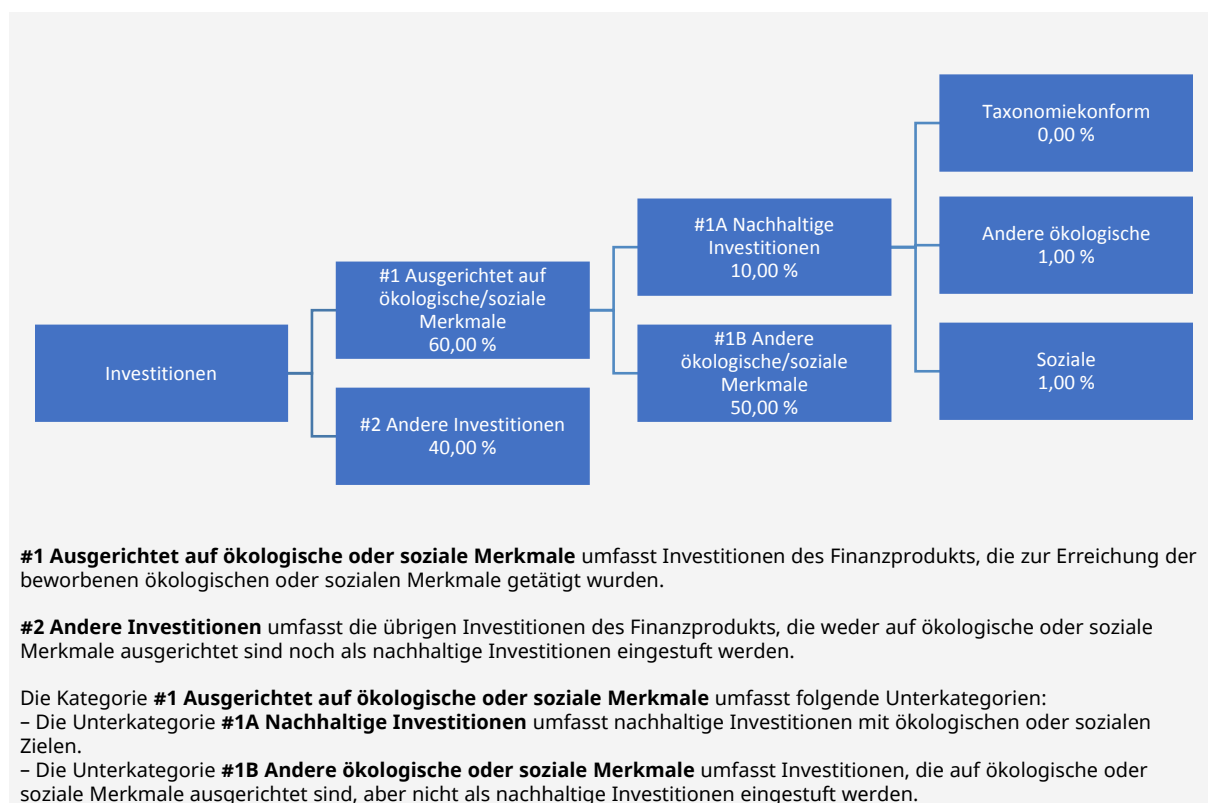 Taxonomiekonform
0,00 %
#1A Nachhaltige
Investitionen
10,00 %
Andere ökologische
1,00 %
#1 Ausgerichtet auf
ökologische/soziale
Merkmale
60,00 %
#1B Andere
ökologische/soziale
Merkmale
50,00 %
Soziale
1,00 %
Investitionen
#2 Andere Investitionen
40,00 %
#1 Ausgerichtet auf ökologische oder soziale Merkmale umfasst Investitionen des Finanzprodukts, die zur Erreichung der
beworbenen ökologischen oder sozialen Merkmale getätigt wurden.
#2 Andere Investitionen umfasst die übrigen Investitionen des Finanzprodukts, die weder auf ökologische oder soziale
Merkmale ausgerichtet sind noch als nachhaltige Investitionen eingestuft werden.
Die Kategorie #1 Ausgerichtet auf ökologische oder soziale Merkmale umfasst folgende Unterkategorien:
– Die Unterkategorie #1A Nachhaltige Investitionen umfasst nachhaltige Investitionen mit ökologischen oder sozialen
Zielen.
– Die Unterkategorie #1B Andere ökologische oder soziale Merkmale umfasst Investitionen, die auf ökologische oder
soziale Merkmale ausgerichtet sind, aber nicht als nachhaltige Investitionen eingestuft werden.